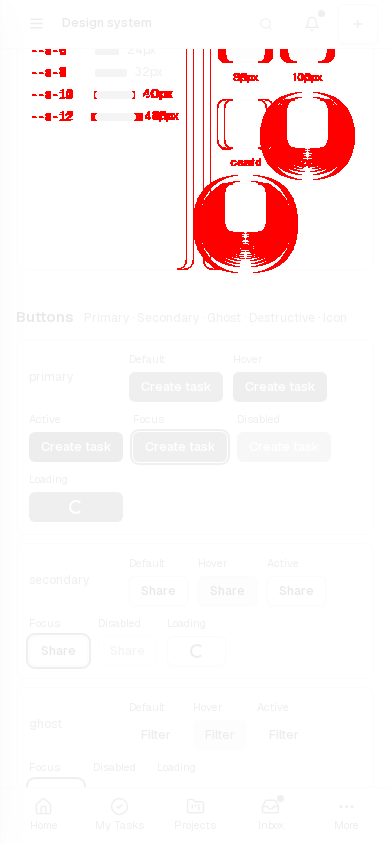 Design system
24px
32px
40px
Buttons Primary · Secondary · Ghost · Destructive · Icon
Default Hover
primary
Create task Create task
Active Focus Disabled
Create task Create task Create task
Loading
Default Hover Active
secondary
Share Share Share
Focus Disabled Loading
Share Share
Default Hover Active
ghost
Filter Filter Filter
Focus Disabled Loading
Home My Tasks Projects Inbox More